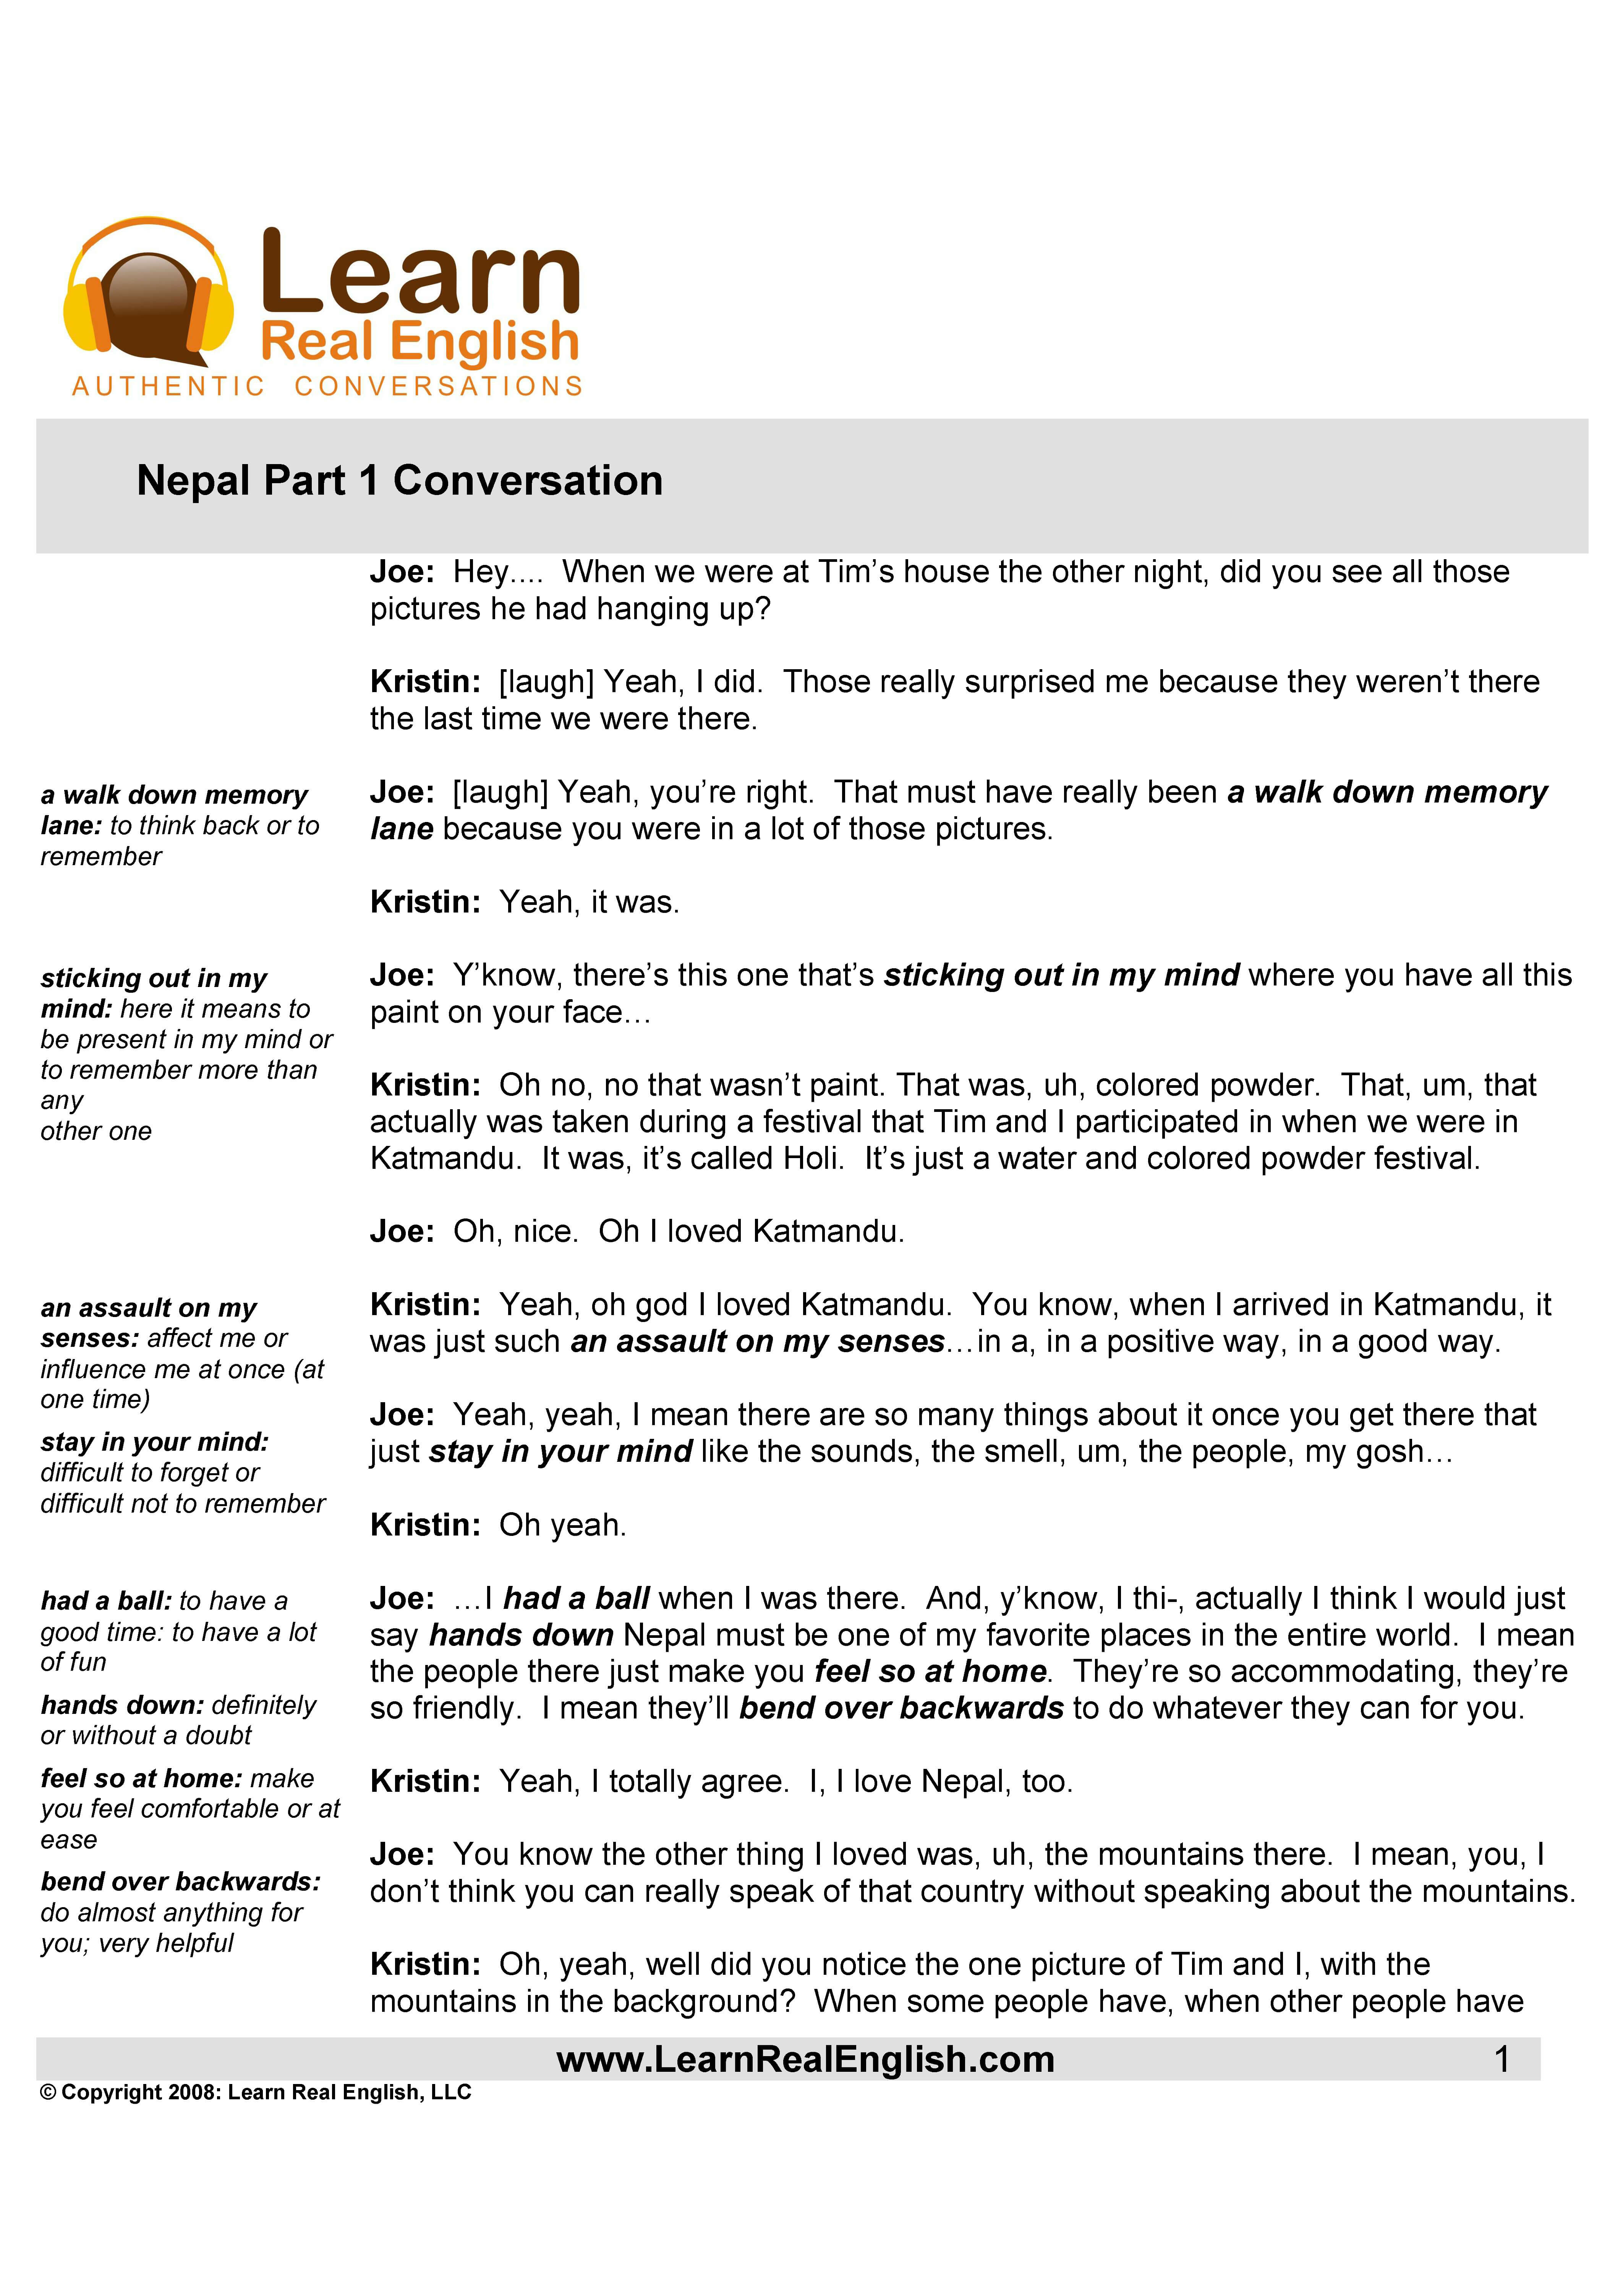 Learn
Real English
AUTHENTIC CONVERSATIONS
Nepal Part 1 Conversation
Joe: Hey.... When we were at Tim’s house the other night, did you see all those
pictures he had hanging up?
Kristin: [laugh] Yeah, I did. Those really surprised me because they weren’t there
the last time we were there.
a walk down memory
lane: to think back or to
remember
Joe: [laugh] Yeah, you’re right. That must have really been a walk down memory
lane because you were in a lot of those pictures.
Kristin: Yeah, it was.
sticking out in my
mind: here it means to
be present in my mind or
to remember more than
any
other one
Joe: Y’know, there’s this one that’s sticking out in my mind where you have all this
paint on your face…
Kristin: Oh no, no that wasn’t paint. That was, uh, colored powder. That, um, that
actually was taken during a festival that Tim and I participated in when we were in
Katmandu. It was, it’s called Holi. It’s just a water and colored powder festival.
Joe: Oh, nice. Oh I loved Katmandu.
an assault on my
senses: affect me or
influence me at once (at
one time)
Kristin: Yeah, oh god I loved Katmandu. You know, when I arrived in Katmandu, it
was just such an assault on my senses…in a, in a positive way, in a good way.
stay in your mind:
difficult to forget or
difficult not to remember
Joe: Yeah, yeah, I mean there are so many things about it once you get there that
just stay in your mind like the sounds, the smell, um, the people, my gosh…
Kristin: Oh yeah.
had a ball: to have a
good time: to have a lot
of fun
hands down: definitely
or without a doubt
feel so at home: make
you feel comfortable or at
ease
bend over backwards:
do almost anything for
you; very helpful
Joe: …I had a ball when I was there. And, y’know, I thi-, actually I think I would just
say hands down Nepal must be one of my favorite places in the entire world. I mean
the people there just make you feel so at home. They’re so accommodating, they’re
so friendly. I mean they’ll bend over backwards to do whatever they can for you.
Kristin: Yeah, I totally agree. I, I love Nepal, too.
Joe: You know the other thing I loved was, uh, the mountains there. I mean, you, I
don’t think you can really speak of that country without speaking about the mountains.
Kristin: Oh, yeah, well did you notice the one picture of Tim and I, with the
mountains in the background? When some people have, when other people have
www.LearnRealEnglish.com 1
© Copyright 2008: Learn Real English, LLC